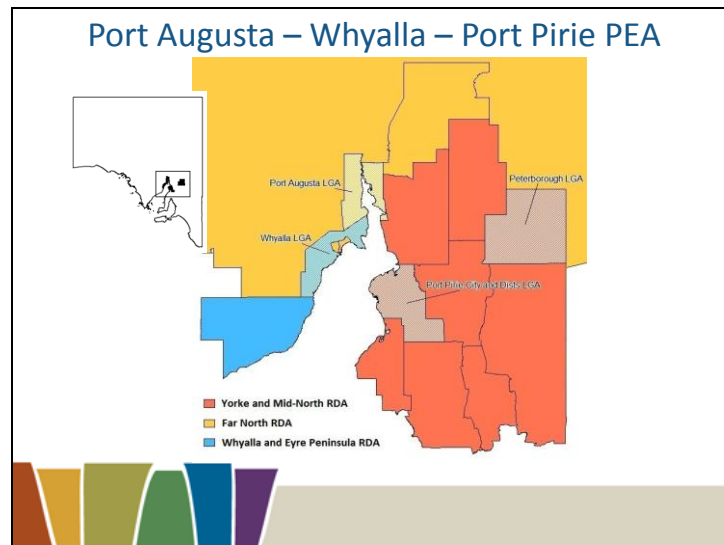 Port Augusta – Whyalla – Port Pirie PEA
Port Augusta LGA
Peterborough LGA
Whyalla LGA
Port Pirie City and Dists LGA
Yorke and Mid-North RDA
Far North RDA
Whyalla and Eyre Peninsula RDA